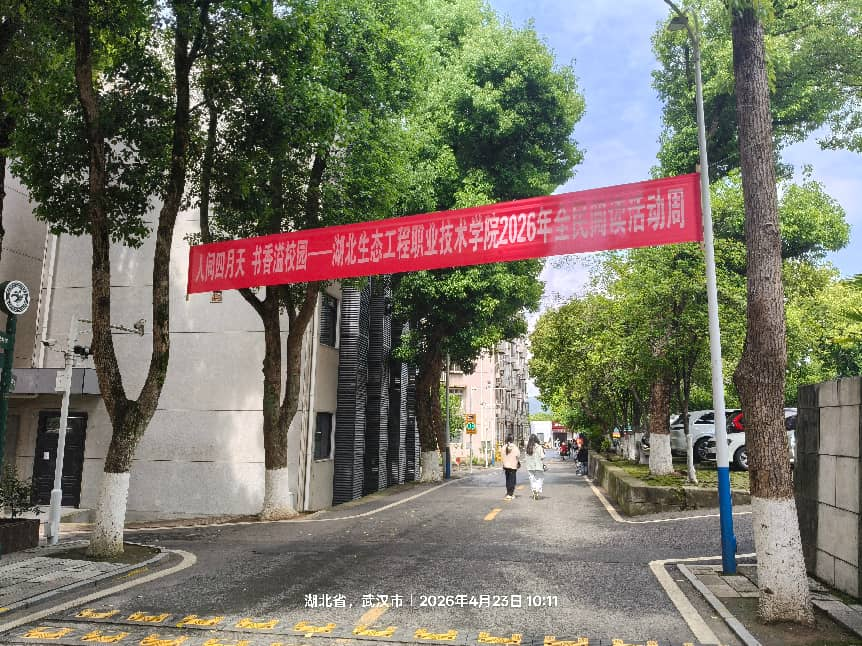 人间四月天 书香溢校园——湖北生态工程职业技术学院2026年全民阅读活动周
湖北省，武汉市｜2026年4月23日 10:11